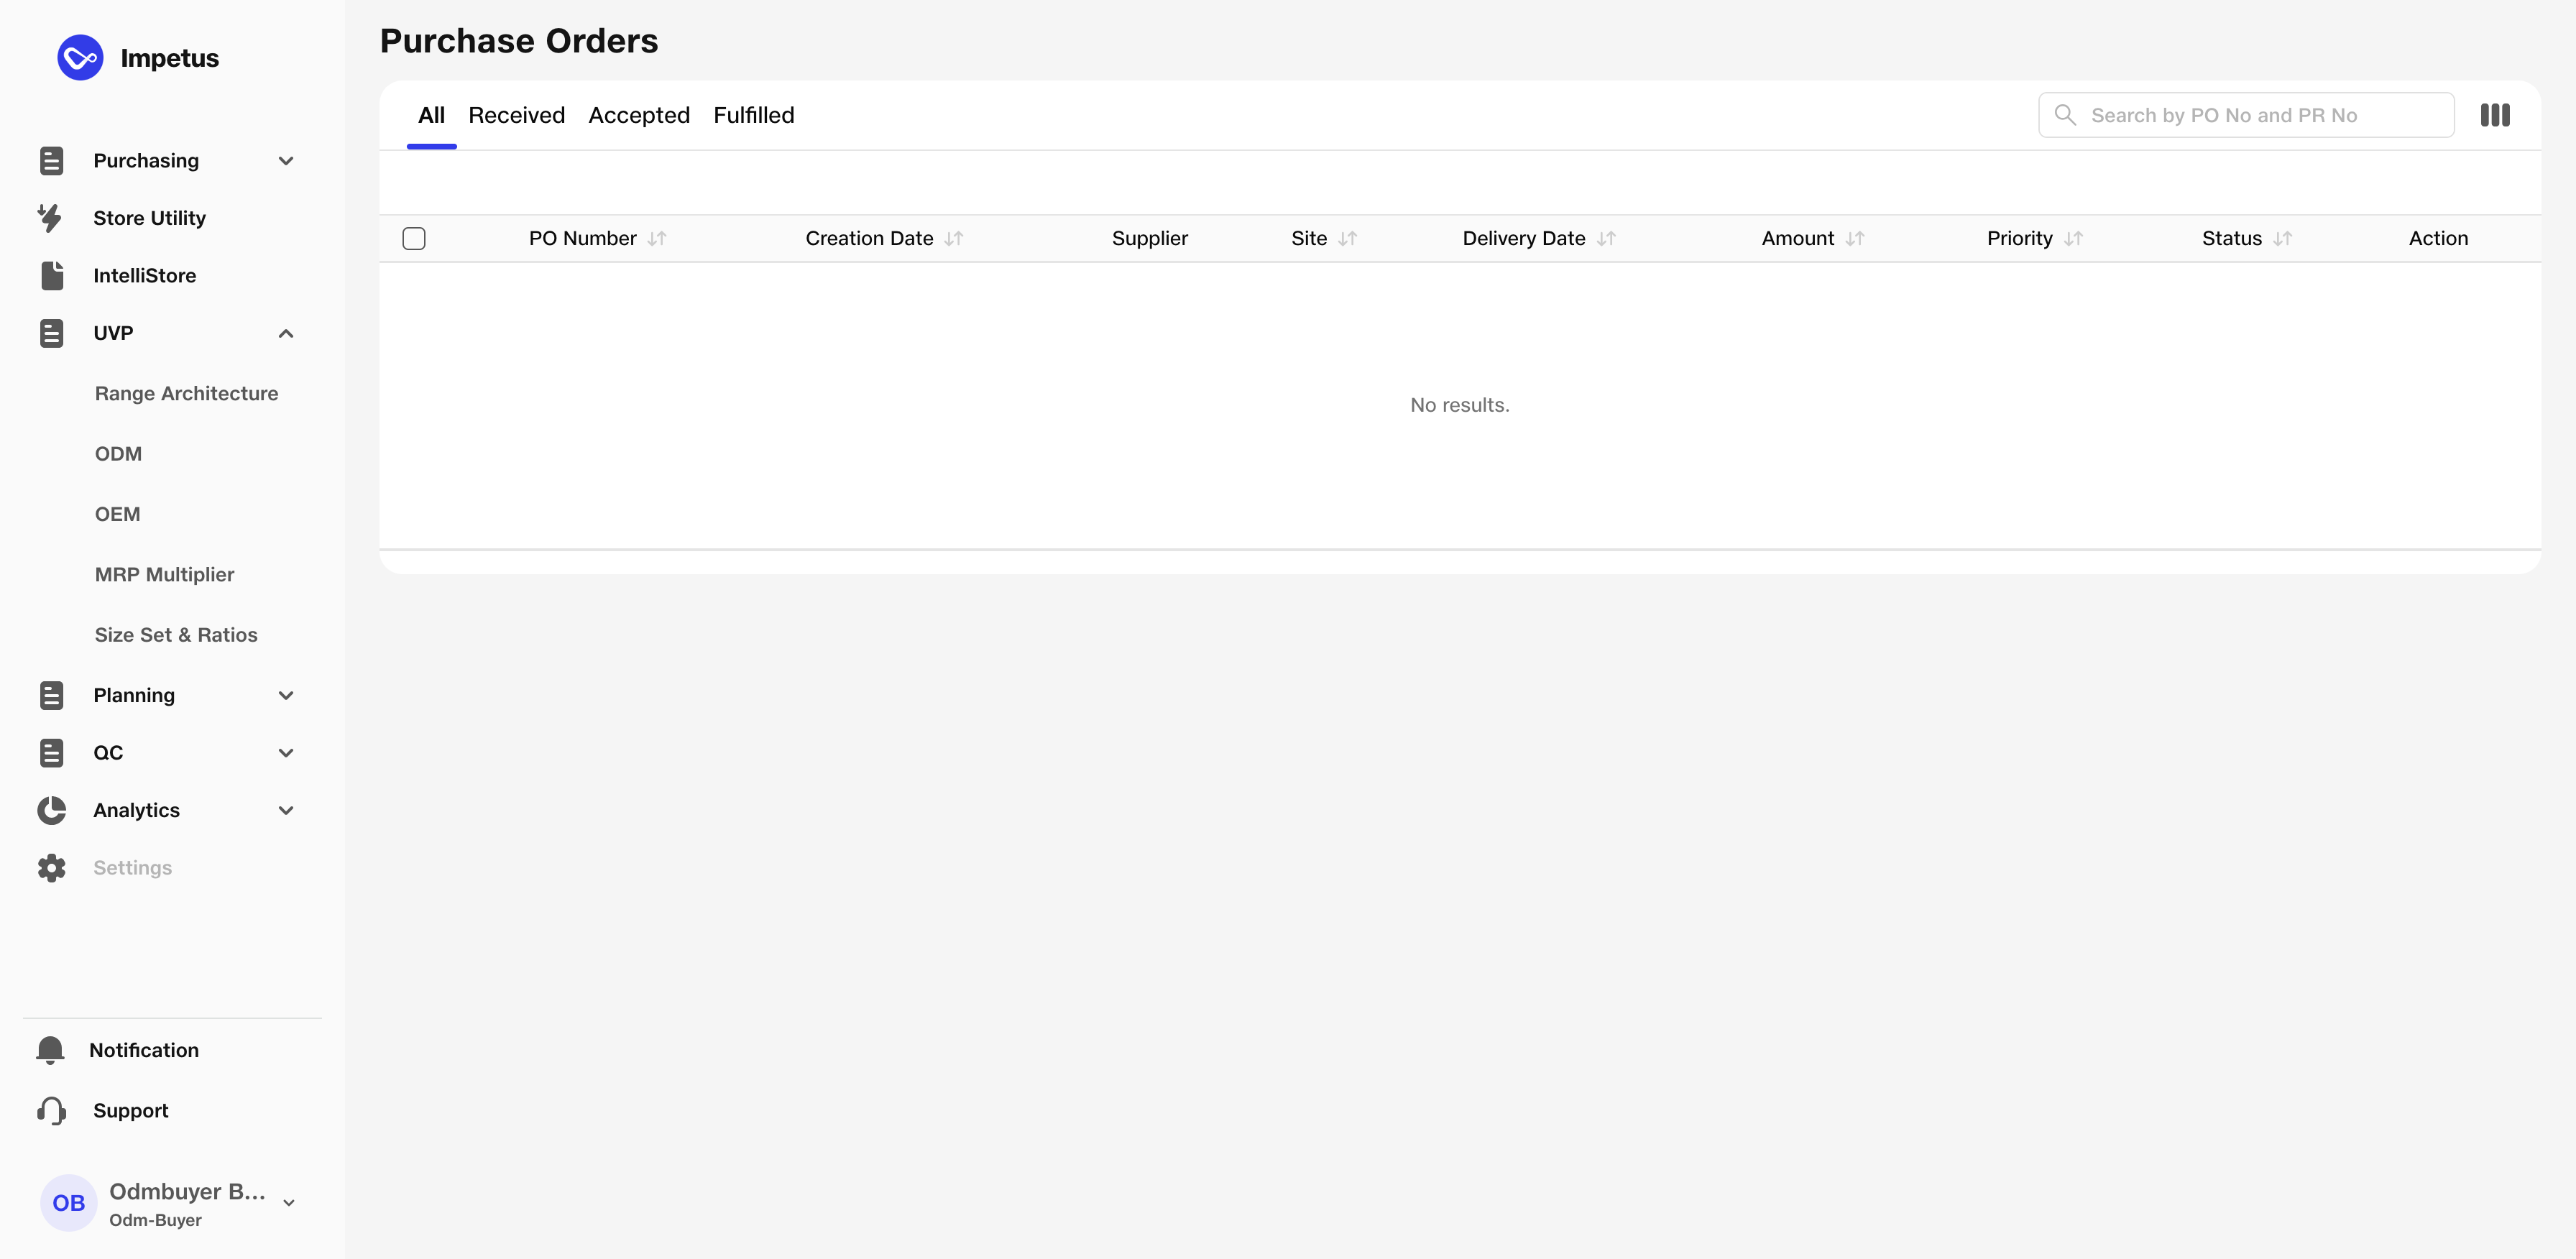 Impetus
Purchasing
Store Utility
IntelliStore
UVP
Range Architecture
ODM
OEM
MRP Multiplier
Size Set & Ratios
Planning
QC
Analytics
Settings
Notification
Support
OB
Odmbuyer B...
Odm-Buyer
Purchase Orders
All Received Accepted Fulfilled
Search by PO No and PR No
PO Number Creation Date Supplier Site Delivery Date Amount Priority Status Action
No results.